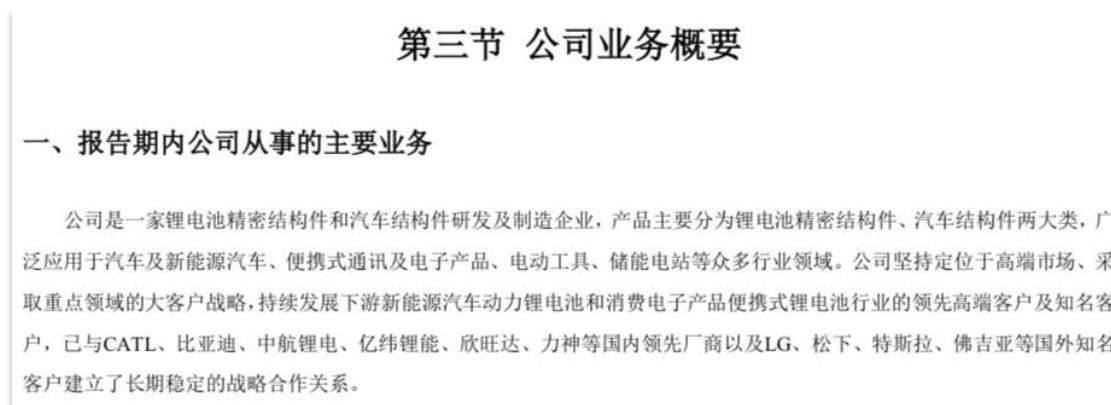 第三节 公司业务概要
一、报告期内公司从事的主要业务
公司是一家锂电池精密结构件和汽车结构件研发及制造企业，产品主要分为锂电池精密结构件、汽车结构件两大类，广
泛应用于汽车及新能源汽车、便携式通讯及电子产品、电动工具、储能电站等众多行业领域。公司坚持定位于高端市场、采
取重点领域的大客户战略，持续发展下游新能源汽车动力锂电池和消费电子产品便携式锂电池行业的领先高端客户及知名客
户，已与CATL、比亚迪、中航锂电、亿纬锂能、欣旺达、力神等国内领先厂商以及LG、松下、特斯拉、佛吉亚等国外知名
客户建立了长期稳定的战略合作关系。